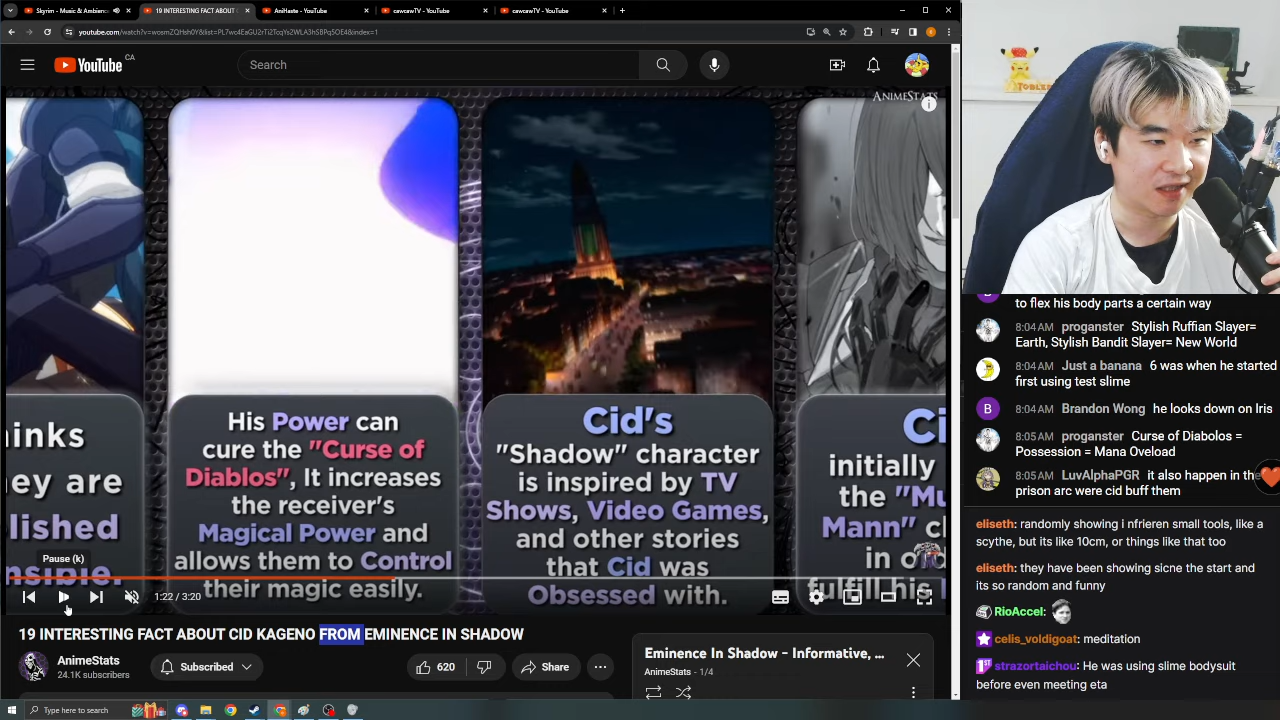 Skyrim - Music & Ambience
19 INTERESTING FACT ABOUT
AniHaste - YouTube
cawcawTV - YouTube
cawcawTV - YouTube
youtube.com/watch?v=wosmZQHsh0Y&list=PL7wc4EaGU2rTi2TcqYs2WLA3hSBPq5OE4&index=1
YouTube CA
Search
ANIMESTATS
inks
ey are
lished
nsible.
His Power can
cure the "Curse of
Diablos", It increases
the receiver's
Magical Power and
allows them to Control
their magic easily.
Cid's
"Shadow" character
is inspired by TV
Shows, Video Games,
and other stories
that Cid was
Obsessed with.
Ci
initially
the "Mu
Mann" c
in o
fulfill his
Pause (k)
1:22 / 3:20
19 INTERESTING FACT ABOUT CID KAGENO FROM EMINENCE IN SHADOW
AnimeStats
24.1K subscribers
Subscribed
620
Share
Eminence In Shadow - Informative, ...
AnimeStats - 1/4
Type here to search
TOBLER
to flex his body parts a certain way
8:04 AM proganster Stylish Ruffian Slayer=
Earth, Stylish Bandit Slayer= New World
8:04 AM Just a banana 6 was when he started
first using test slime
B 8:04 AM Brandon Wong he looks down on Iris
8:05 AM proganster Curse of Diabolos =
Possession = Mana Oveload
8:05 AM LuvAlphaPGR it also happen in the
prison arc were cid buff them
eliseth: randomly showing i nfrieren small tools, like a
scythe, but its like 10cm, or things like that too
eliseth: they have been showing sicne the start and
its so random and funny
RioAccel:
celis_voldigoat: meditation
1ST strazortaichou: He was using slime bodysuit
before even meeting eta